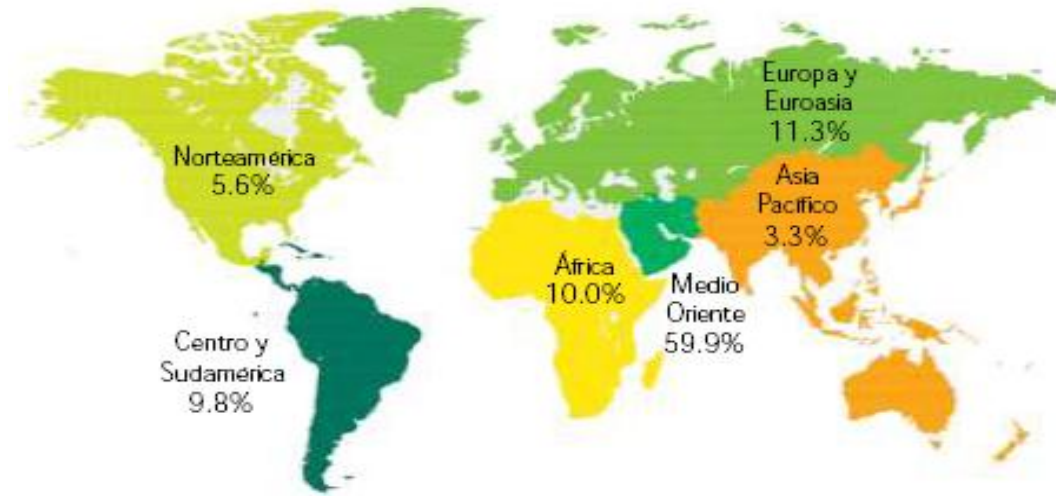 Norteamérica
5.6%
Europa y
Euroasia
11.3%
Asia
Pacífico
3.3%
África
10.0%
Medio
Oriente
59.9%
Centro y
Sudamérica
9.8%